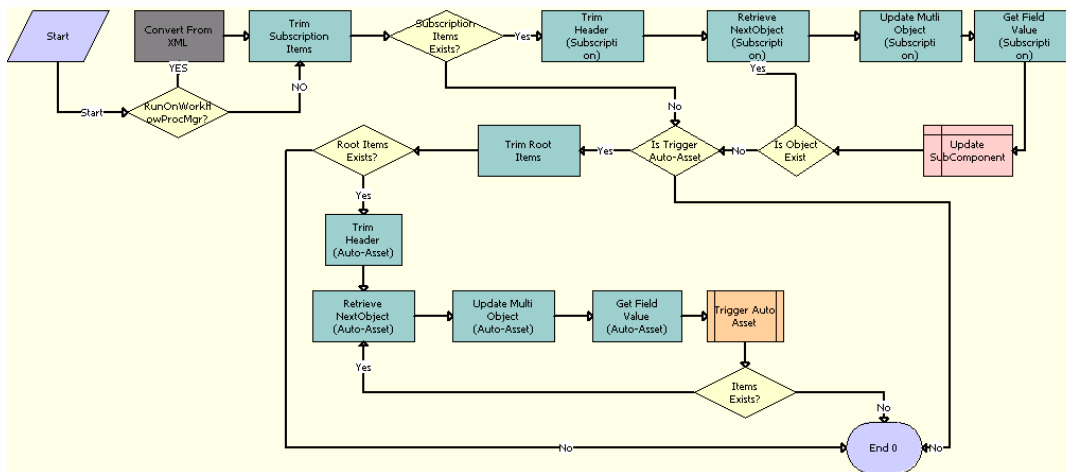 Start
Convert From
XML
Trim
Subscription
Items
Subscription
Items
Exists?
Yes
Trim
Header
(Subscripti
on)
Retrieve
NextObject
(Subscripti
on)
Update Mutli
Object
(Subscripti
on)
Get Field
Value
(Subscripti
on)
YES
NO
Yes
Start
RunOnWorkfl
owProcMgr?
No
Root Items
Exists?
Trim Root
Items
Yes
Is Trigger
Auto-Asset
No
Is Object
Exist
Update
SubComponent
Yes
Trim
Header
(Auto-Asset)
Retrieve
NextObject
(Auto-Asset)
Update Multi
Object
(Auto-Asset)
Get Field
Value
(Auto-Asset)
Trigger Auto
Asset
Yes
Items
Exists?
No
No
End 0
No